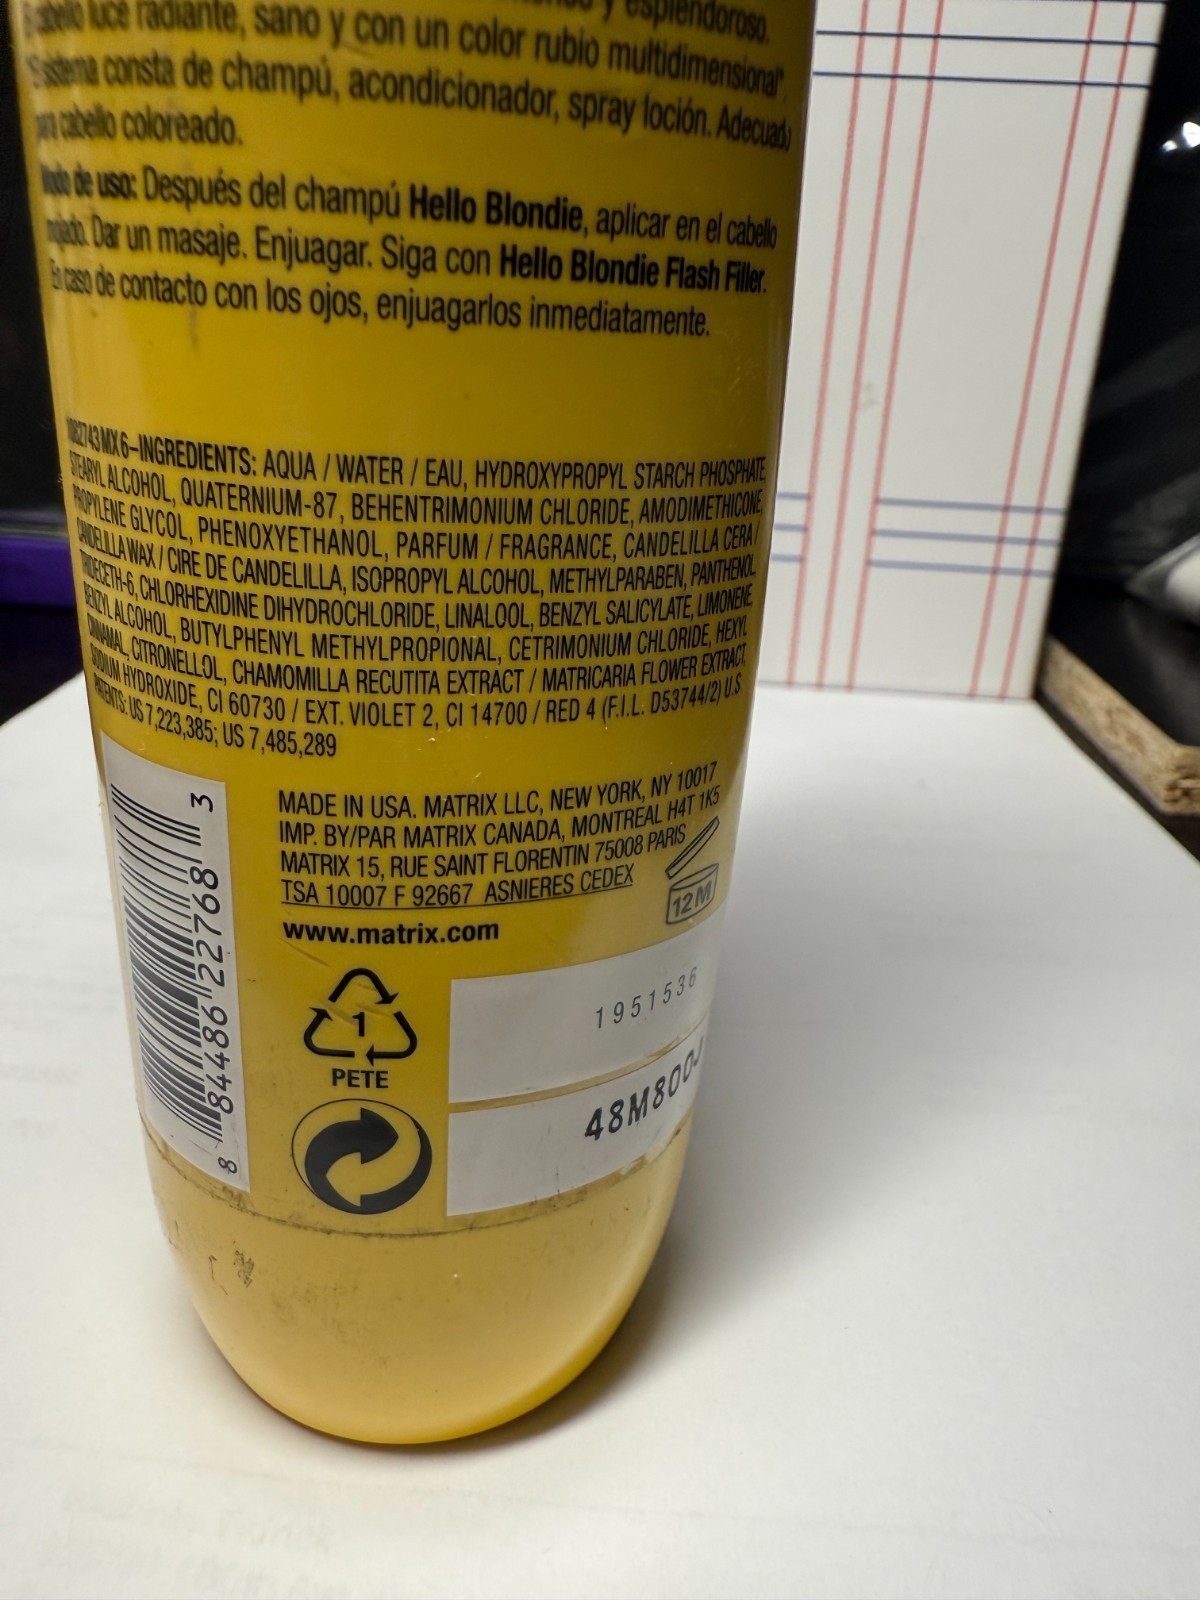 y esplendoroso.
cabello luce radiante, sano y con un color rubio multidimensional*.
sistema consta de champú, acondicionador, spray loción. Adecuado
cabello coloreado.
de uso: Después del champú Hello Blondie, aplicar en el cabello
mojado. Dar un masaje. Enjuagar. Siga con Hello Blondie Flash Filler.
En caso de contacto con los ojos, enjuagarlos inmediatamente.
MX 6–INGREDIENTS: AQUA / WATER / EAU, HYDROXYPROPYL STARCH PHOSPHATE,
STEARYL ALCOHOL, QUATERNIUM-87, BEHENTRIMONIUM CHLORIDE, AMODIMETHICONE,
PROPYLENE GLYCOL, PHENOXYETHANOL, PARFUM / FRAGRANCE, CANDELILLA CERA /
CANDELILLA WAX / CIRE DE CANDELILLA, ISOPROPYL ALCOHOL, METHYLPARABEN, PANTHENOL,
TRIDECETH-6, CHLORHEXIDINE DIHYDROCHLORIDE, LINALOOL, BENZYL SALICYLATE, LIMONENE,
BENZYL ALCOHOL, BUTYLPHENYL METHYLPROPIONAL, CETRIMONIUM CHLORIDE, HEXYL
CINNAMAL, CITRONELLOL, CHAMOMILLA RECUTITA EXTRACT / MATRICARIA FLOWER EXTRACT,
SODIUM HYDROXIDE, CI 60730 / EXT. VIOLET 2, CI 14700 / RED 4 (F.I.L. D53744/2) U.S
PATENTS: US 7,223,385; US 7,485,289
MADE IN USA. MATRIX LLC, NEW YORK, NY 10017
IMP. BY/PAR MATRIX CANADA, MONTREAL H4T 1K5
MATRIX 15, RUE SAINT FLORENTIN 75008 PARIS
TSA 10007 F 92667 ASNIERES CEDEX
12 M
www.matrix.com
8 84486 22768 3
1
PETE
1951536
48M800